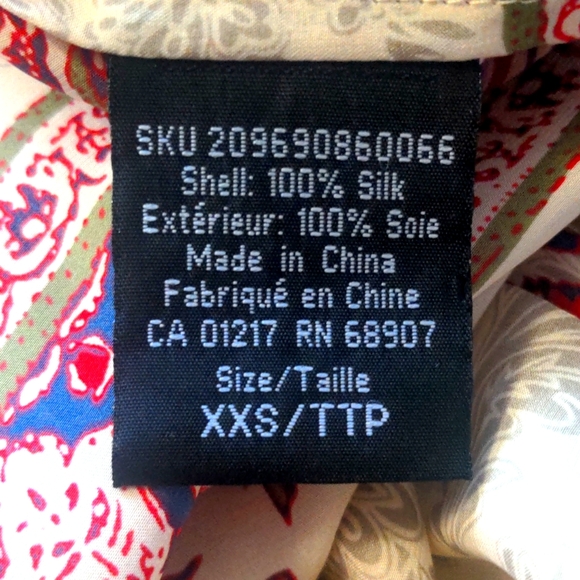 SKU 209690860066
Shell: 100% Silk
Extérieur: 100% Soie
Made in China
Fabriqué en Chine
CA 01217 RN 68907
Size/Taille
XXS/TTP